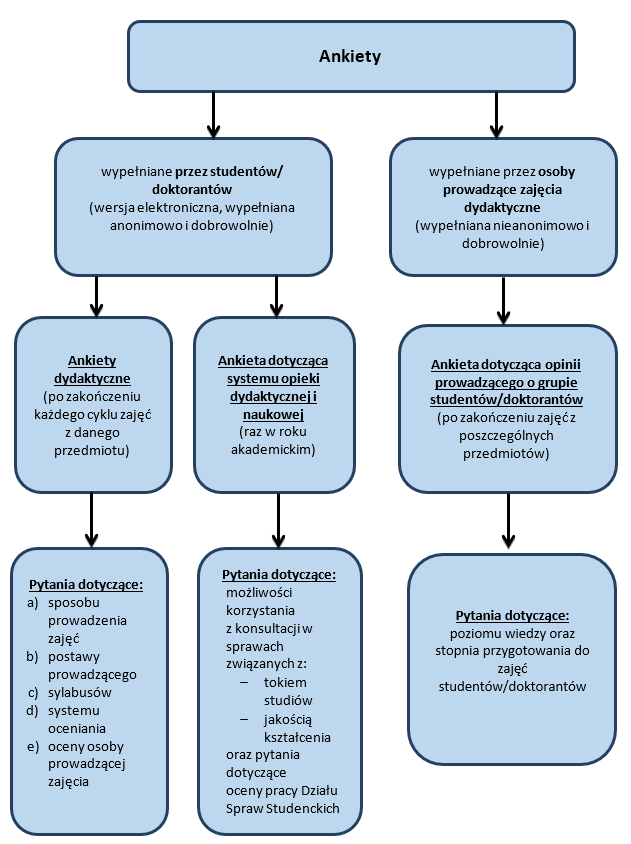 Ankiety
wypełniane przez studentów/
doktorantów
(wersja elektroniczna, wypełniana
anonimowo i dobrowolnie)
wypełniane przez osoby
prowadzące zajęcia
dydaktyczne
(wypełniana nieanonimowo i
dobrowolnie)
Ankiety
dydaktyczne
(po zakończeniu
każdego cyklu zajęć
z danego
przedmiotu)
Ankieta dotycząca
systemu opieki
dydaktycznej i
naukowej
(raz w roku
akademickim)
Ankieta dotycząca opinii
prowadzącego o grupie
studentów/doktorantów
(po zakończeniu zajęć z
poszczególnych
przedmiotów)
Pytania dotyczące:
a) sposobu
prowadzenia
zajęć
b) postawy
prowadzącego
c) sylabusów
d) systemu
oceniania
e) oceny osoby
prowadzącej
zajęcia
Pytania dotyczące:
możliwości
korzystania
z konsultacji w
sprawach
związanych z:
– tokiem
studiów
– jakością
kształcenia
oraz pytania
dotyczące
oceny pracy Działu
Spraw Studenckich
Pytania dotyczące:
poziomu wiedzy oraz
stopnia przygotowania do
zajęć
studentów/doktorantów